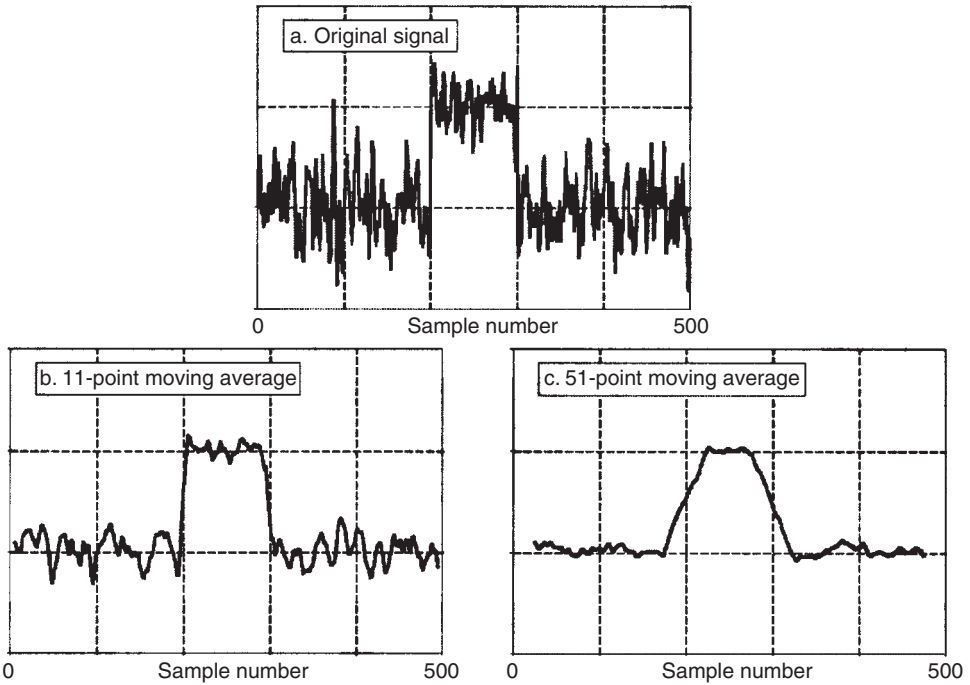 a. Original signal
0 Sample number 500
b. 11-point moving average
0 Sample number 500
c. 51-point moving average
0 Sample number 500